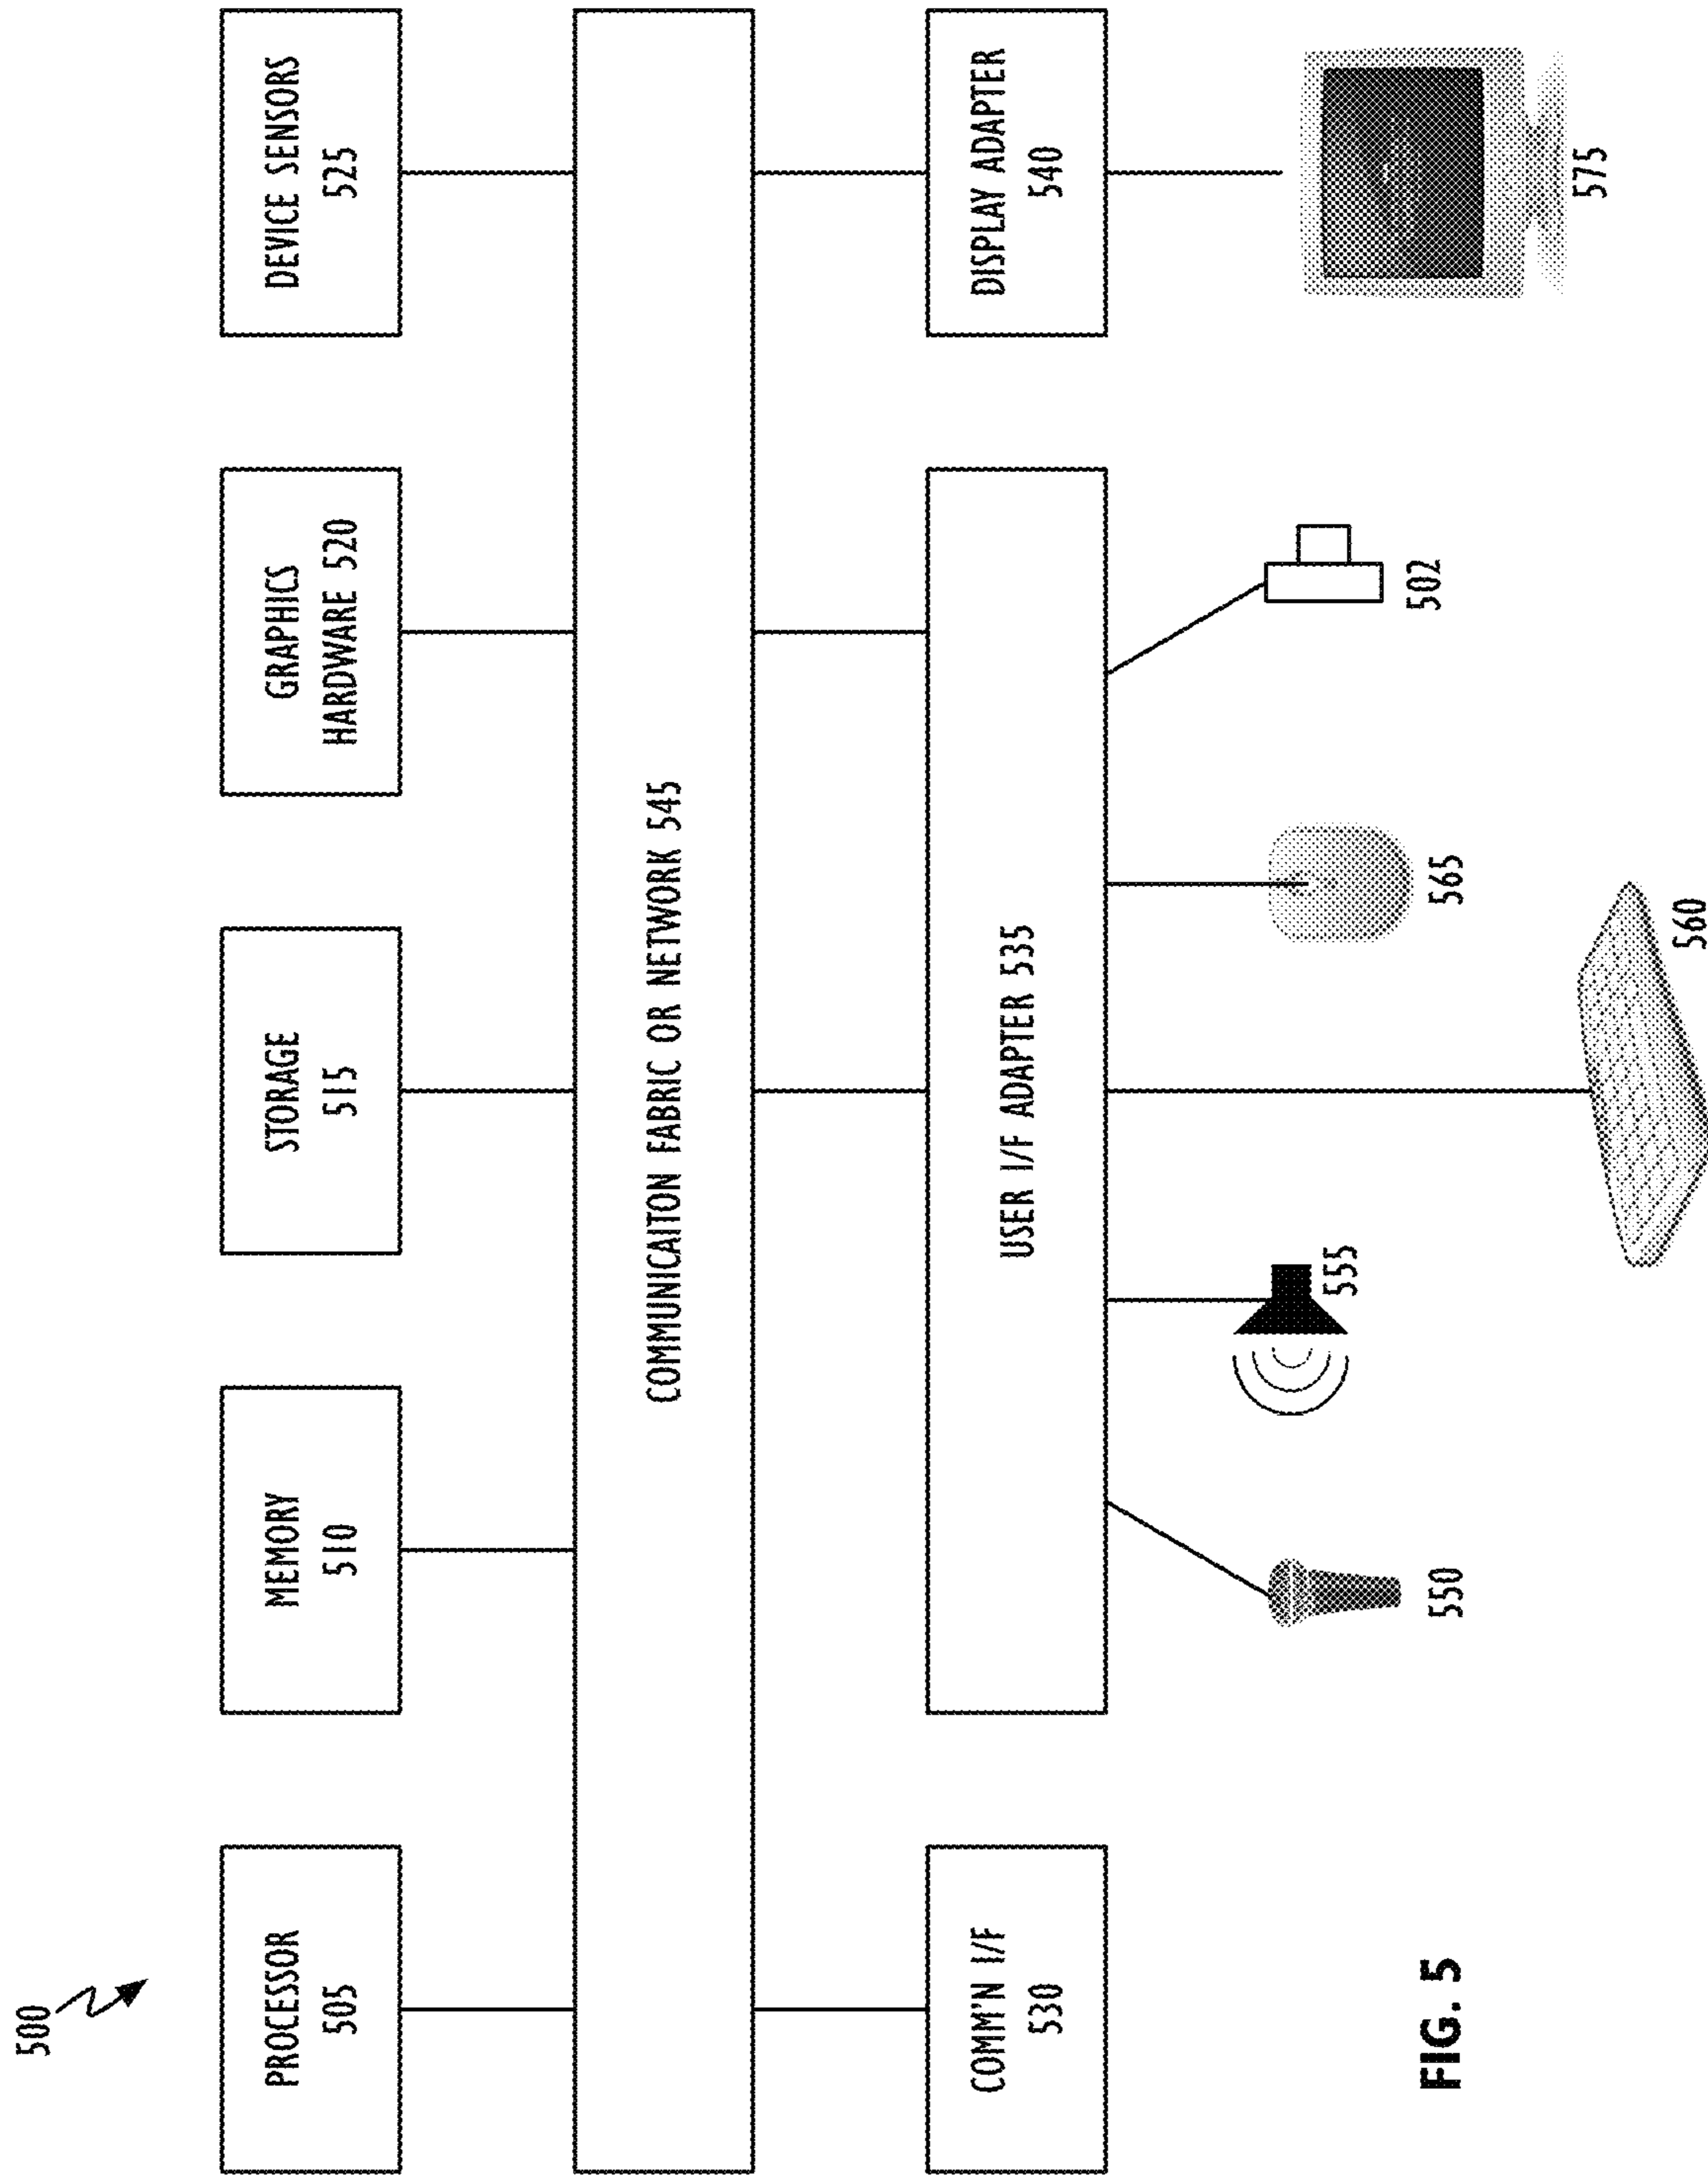 500
PROCESSOR
505
MEMORY
510
STORAGE
515
GRAPHICS
HARDWARE 520
DEVICE SENSORS
525
COMMUNICAITON FABRIC OR NETWORK 545
COMM'N I/F
530
USER I/F ADAPTER 535
DISPLAY ADAPTER
540
550
555
560
565
502
575
FIG. 5